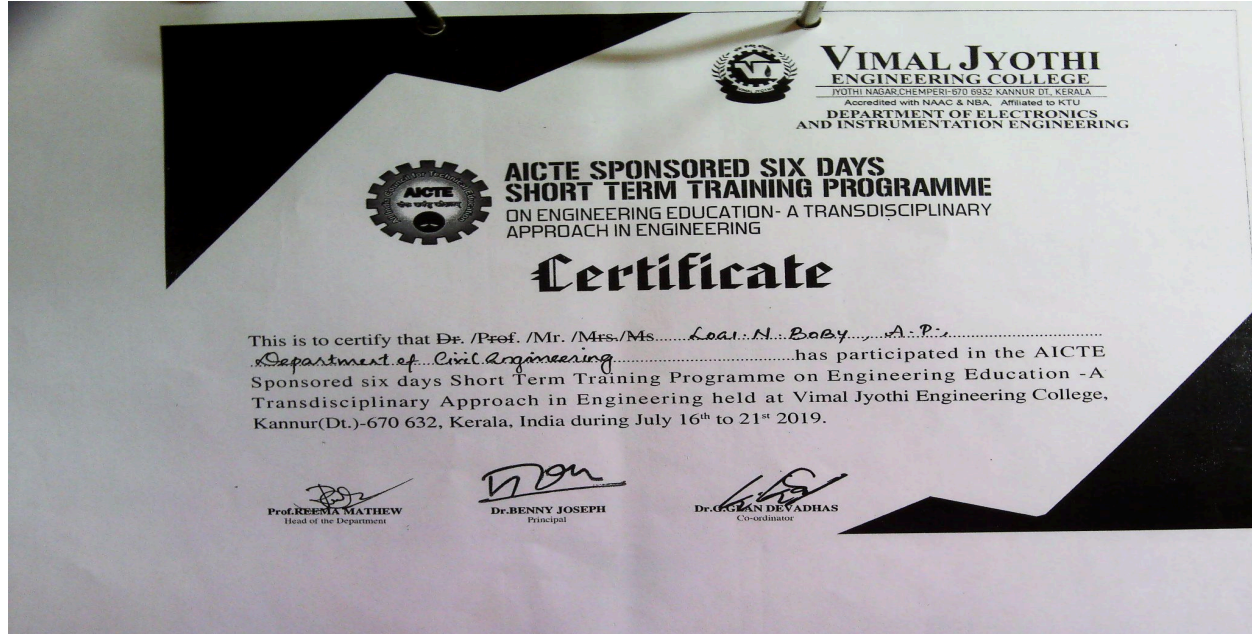 VIMAL JYOTHI
ENGINEERING COLLEGE
JYOTHI NAGAR,CHEMPERI-670 6932 KANNUR DT., KERALA
Accredited with NAAC & NBA, Affiliated to KTU
DEPARTMENT OF ELECTRONICS
AND INSTRUMENTATION ENGINEERING
AICTE
AICTE SPONSORED SIX DAYS
SHORT TERM TRAINING PROGRAMME
ON ENGINEERING EDUCATION- A TRANSDISCIPLINARY
APPROACH IN ENGINEERING
Certificate
This is to certify that Dr. /Prof. /Mr. /Mrs./Ms. N. Boby, A.P.,
Department of Civil Engineering has participated in the AICTE
Sponsored six days Short Term Training Programme on Engineering Education -A
Transdisciplinary Approach in Engineering held at Vimal Jyothi Engineering College,
Kannur(Dt.)-670 632, Kerala, India during July 16th to 21st 2019.
Prof.REEMA MATHEW
Head of the Department
Dr.BENNY JOSEPH
Principal
DEVADHAS
Co-ordinator